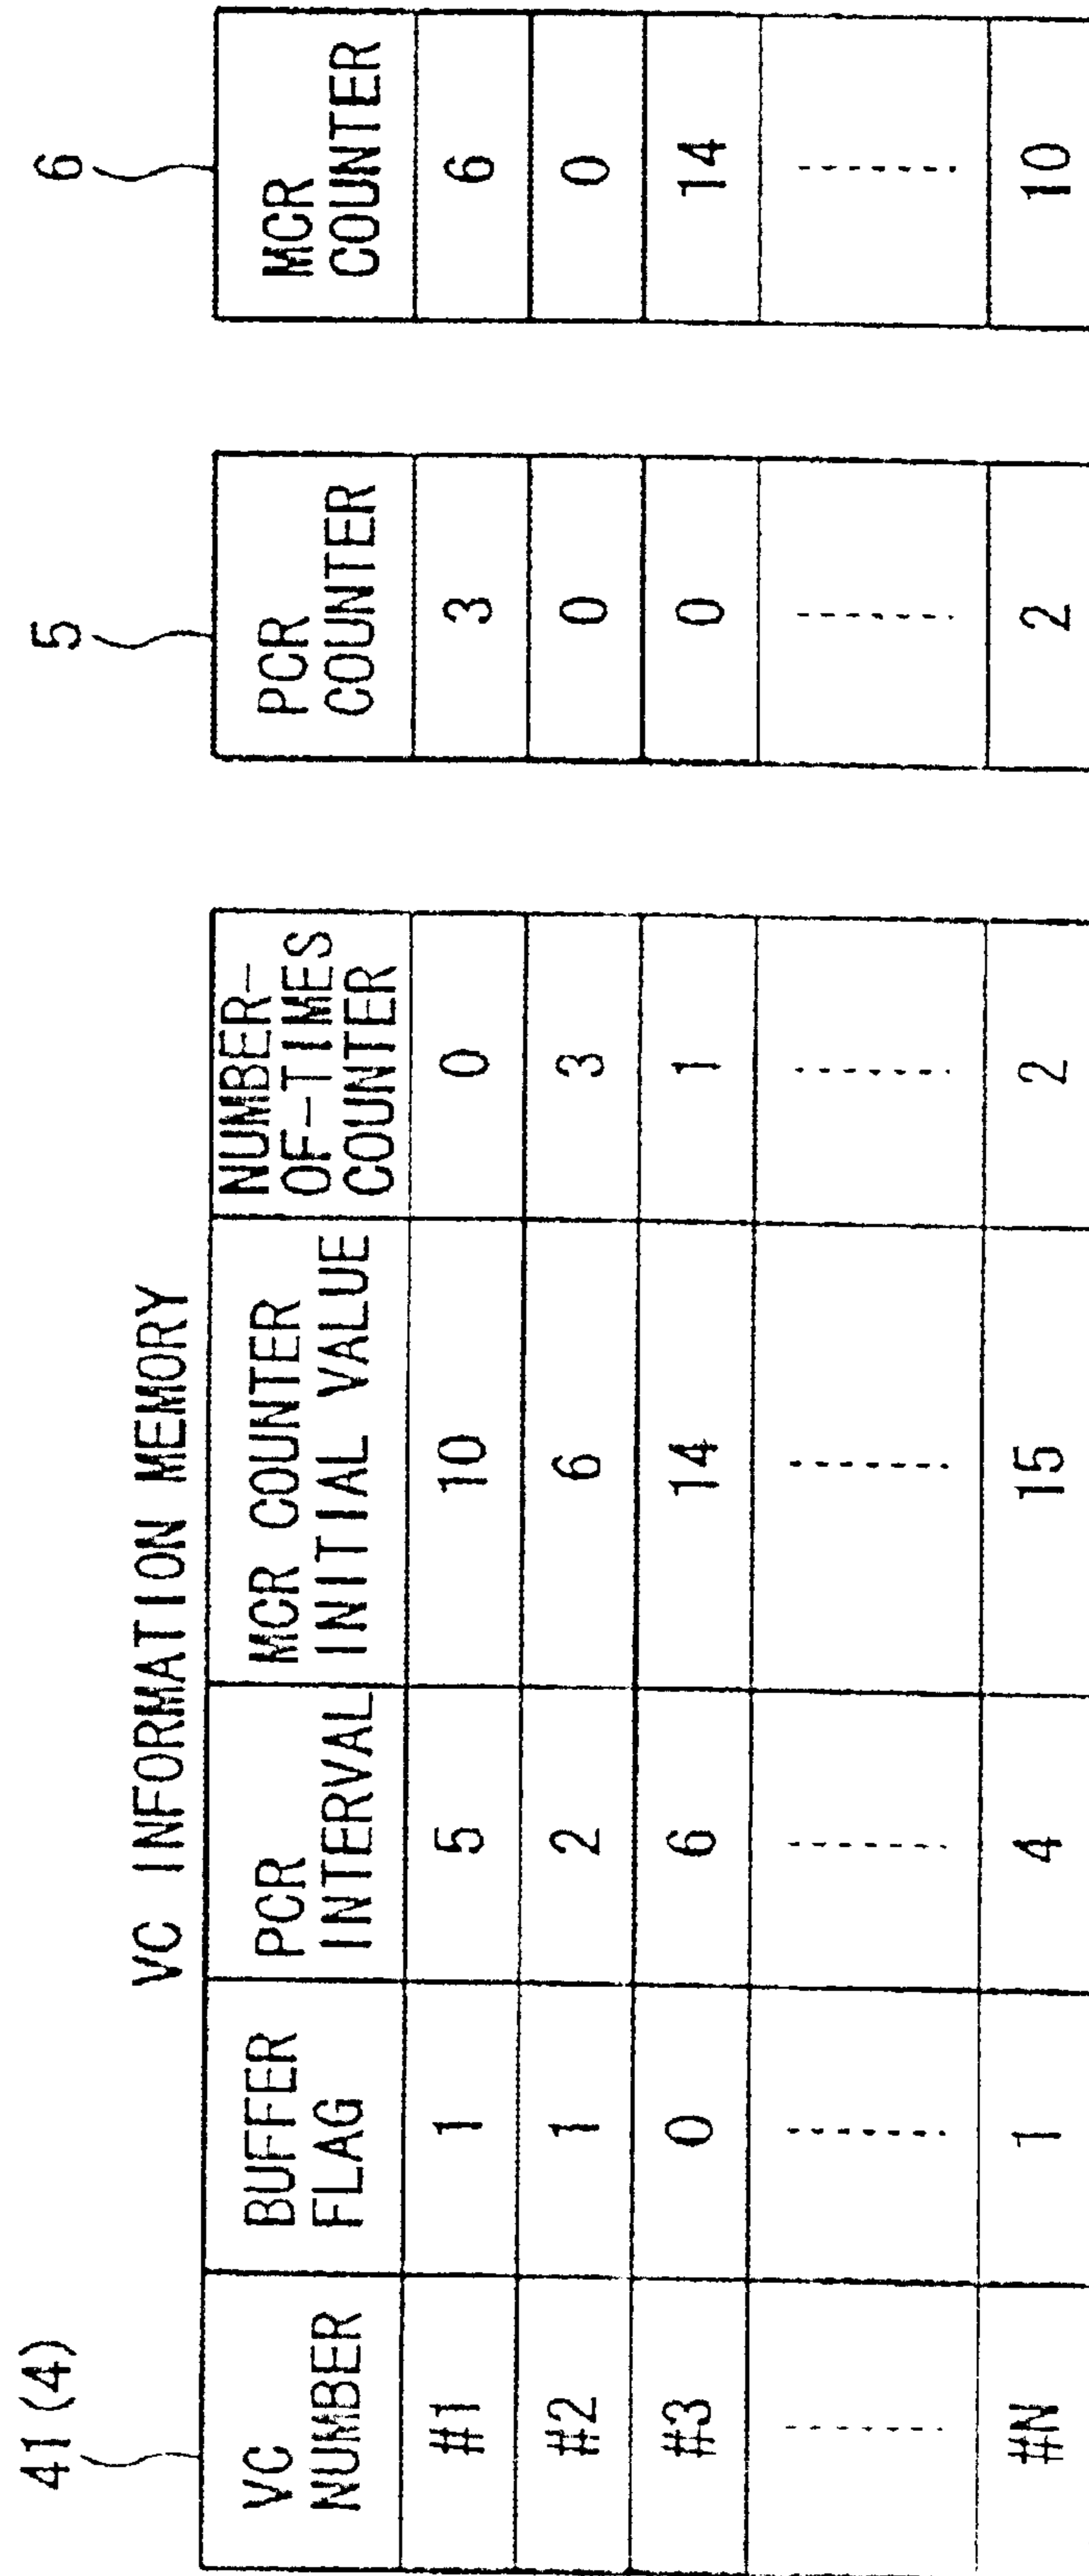 VC INFORMATION MEMORY
41(4)
5
6
VC NUMBER BUFFER FLAG PCR INTERVAL MCR COUNTER INITIAL VALUE NUMBER-OF-TIMES COUNTER PCR COUNTER MCR COUNTER
#1 1 5 10 0 3 6
#2 1 2 6 3 0 0
#3 0 6 14 1 0 14
#N 1 4 15 2 2 10